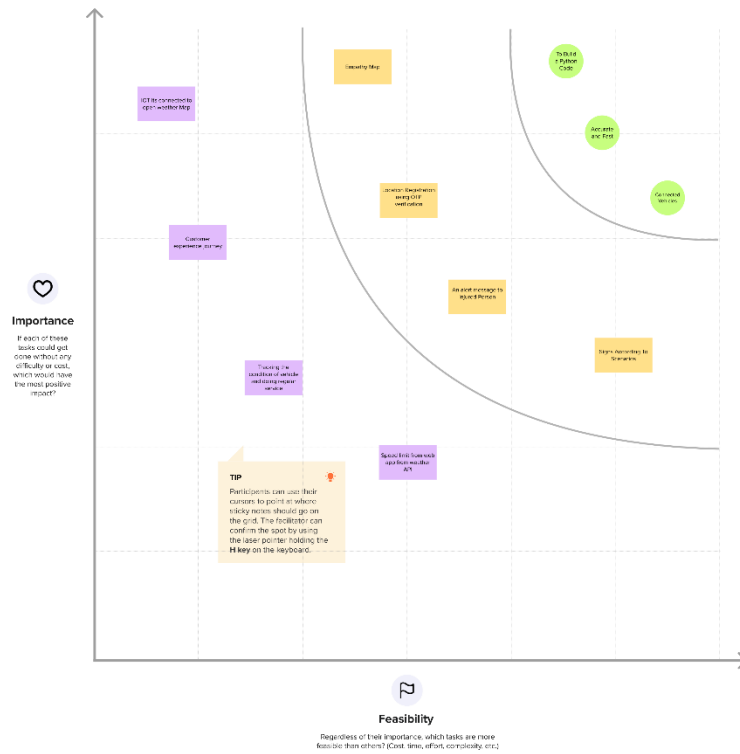 To Build
a Python
Code
Empathy Map
IOT its connected to
open weather Map
Accurate
and Fast
Location Registration
using OTP
verification
Connected
Vehicles
Customer
experience journey
An alert message to
Injured Person
Importance
If each of these
tasks could get
done without any
difficulty or cost,
which would have
the most positive
impact?
Signs According to
Scenarios
Tracking the
condition of vehicle
and
service
Speed limit from web
app from weather
API
TIP
Participants can use their
cursors to point at where
sticky notes should go on
the grid. The facilitator can
confirm the spot by using
the laser pointer holding the
H key on the keyboard.
Feasibility
Regardless of their importance, which tasks are more
feasible than others? (Cost, time, effort, complexity, etc.)